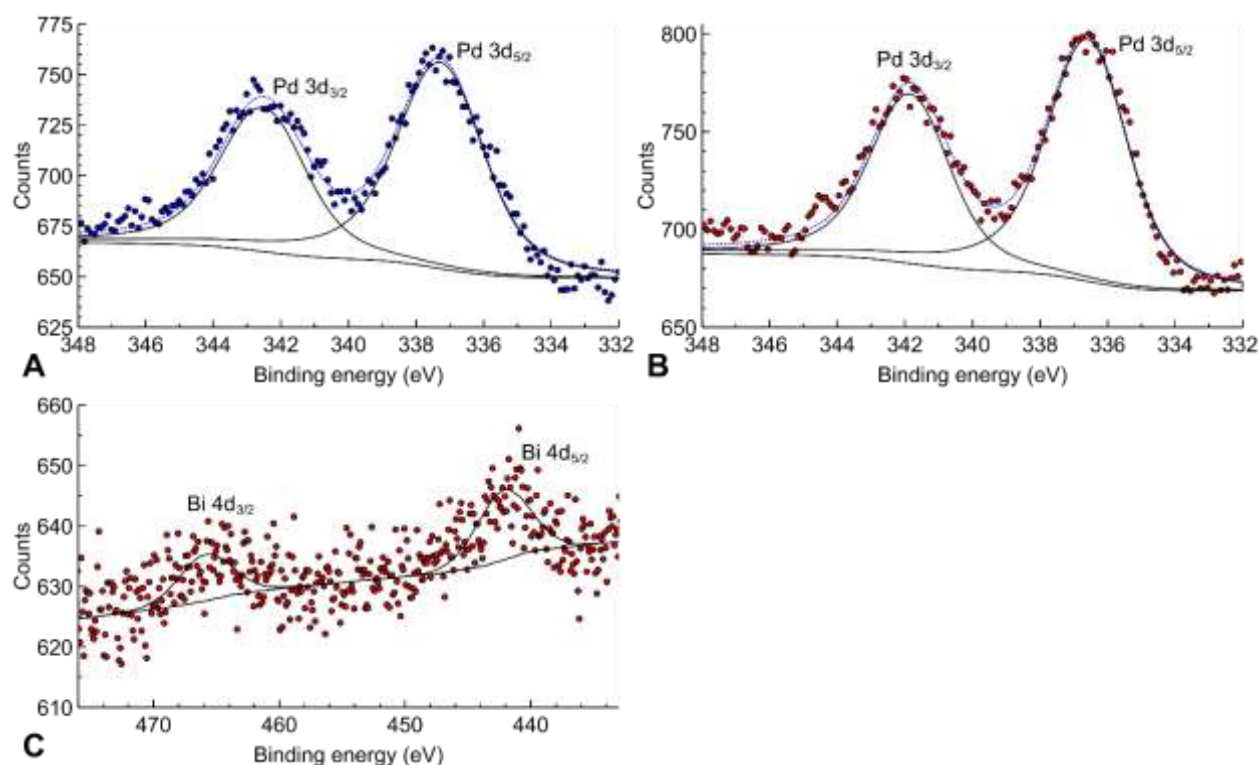 775
750
725
700
675
650
625
Counts
Pd 3d3/2
Pd 3d5/2
348 346 344 342 340 338 336 334 332
A
Binding energy (eV)
800
750
700
650
Counts
Pd 3d3/2
Pd 3d5/2
348 346 344 342 340 338 336 334 332
B
Binding energy (eV)
660
650
640
630
620
610
Counts
Bi 4d3/2
Bi 4d5/2
470 460 450 440
C
Binding energy (eV)